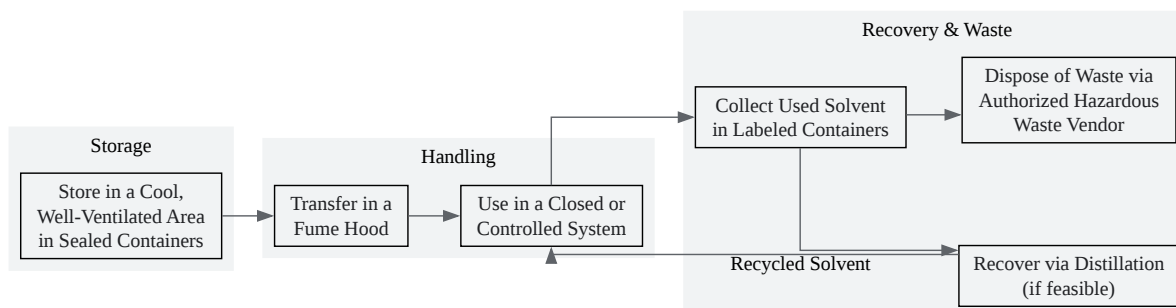 Storage
Store in a Cool,
Well-Ventilated Area
in Sealed Containers
Handling
Transfer in a
Fume Hood
Use in a Closed or
Controlled System
Recovery & Waste
Collect Used Solvent
in Labeled Containers
Dispose of Waste via
Authorized Hazardous
Waste Vendor
Recycled Solvent
Recover via Distillation
(if feasible)